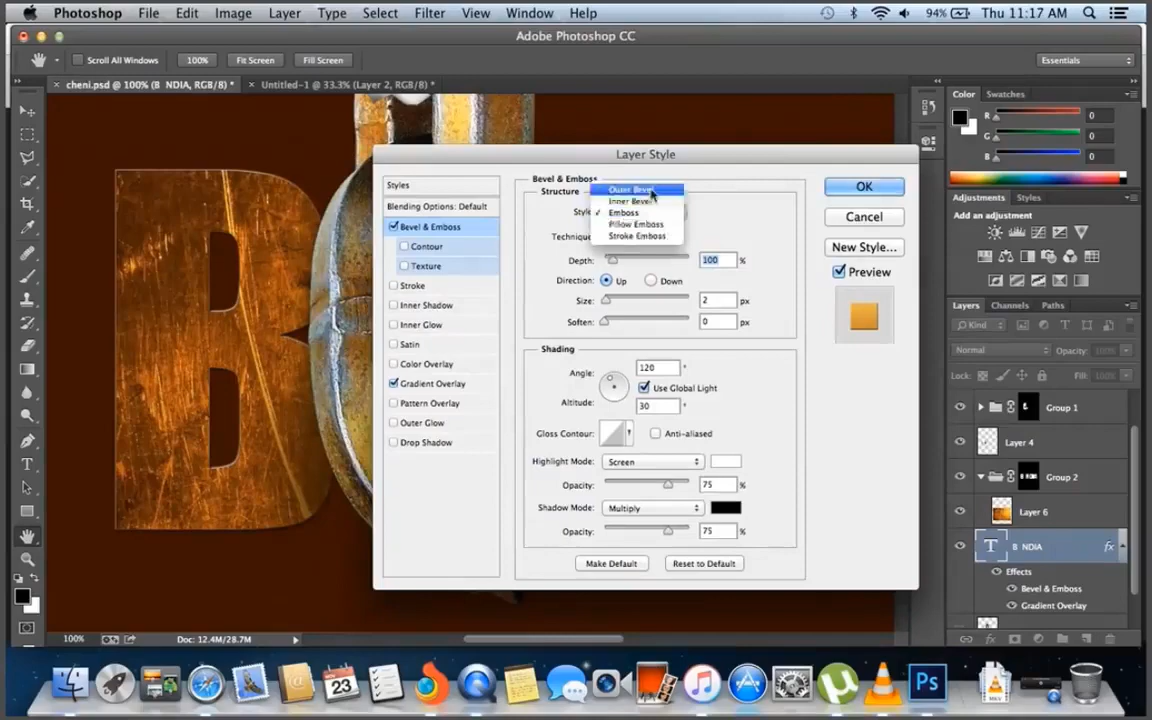 Photoshop File Edit Image Layer Type Select Filter View Window Help 94% Thu 11:17 AM
Adobe Photoshop CC
Scroll All Windows 100% Fit Screen Fill Screen Essentials
cheni.psd @ 100% (B NDIA, RGB/8) * Untitled-1 @ 33.3% (Layer 2, RGB/8) *
Color Swatches
R 0
G 0
B 0
Adjustments Styles
Add an adjustment
Layers Channels Paths
Kind
Normal Opacity: 100%
Lock: Fill: 100%
Group 1
Layer 4
Group 2
Layer 6
T B NDIA fx
Effects
Bevel & Emboss
Gradient Overlay
B
Layer Style
Styles
Blending Options: Default
Bevel & Emboss
Contour
Texture
Stroke
Inner Shadow
Inner Glow
Satin
Color Overlay
Gradient Overlay
Pattern Overlay
Outer Glow
Drop Shadow
Bevel & Emboss
Structure
Style:
Outer Bevel
Inner Bevel
Emboss
Pillow Emboss
Stroke Emboss
Technique:
Depth: 100 %
Direction: Up Down
Size: 2 px
Soften: 0 px
Shading
Angle: 120 °
Use Global Light
Altitude: 30 °
Gloss Contour: Anti-aliased
Highlight Mode: Screen
Opacity: 75 %
Shadow Mode: Multiply
Opacity: 75 %
Make Default Reset to Default
OK
Cancel
New Style...
Preview
100% Doc: 12.4M/28.7M
23
Ps